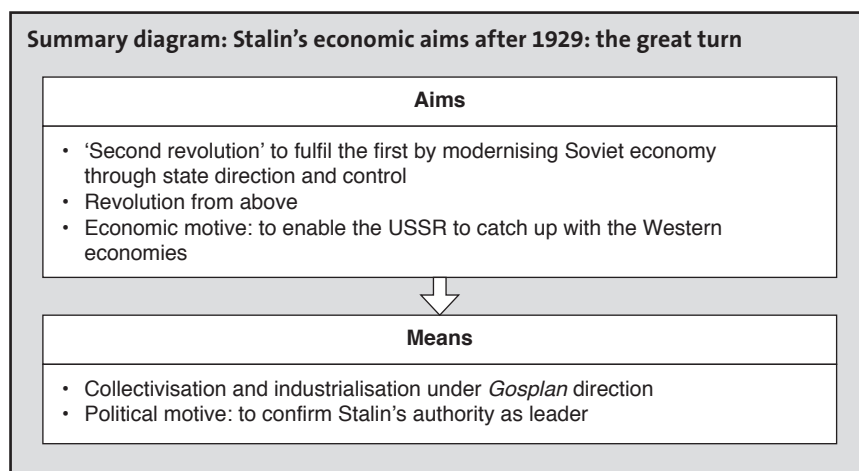 Summary diagram: Stalin’s economic aims after 1929: the great turn
Aims
• ‘Second revolution’ to fulfil the first by modernising Soviet economy
through state direction and control
• Revolution from above
• Economic motive: to enable the USSR to catch up with the Western
economies
Means
• Collectivisation and industrialisation under Gosplan direction
• Political motive: to confirm Stalin’s authority as leader